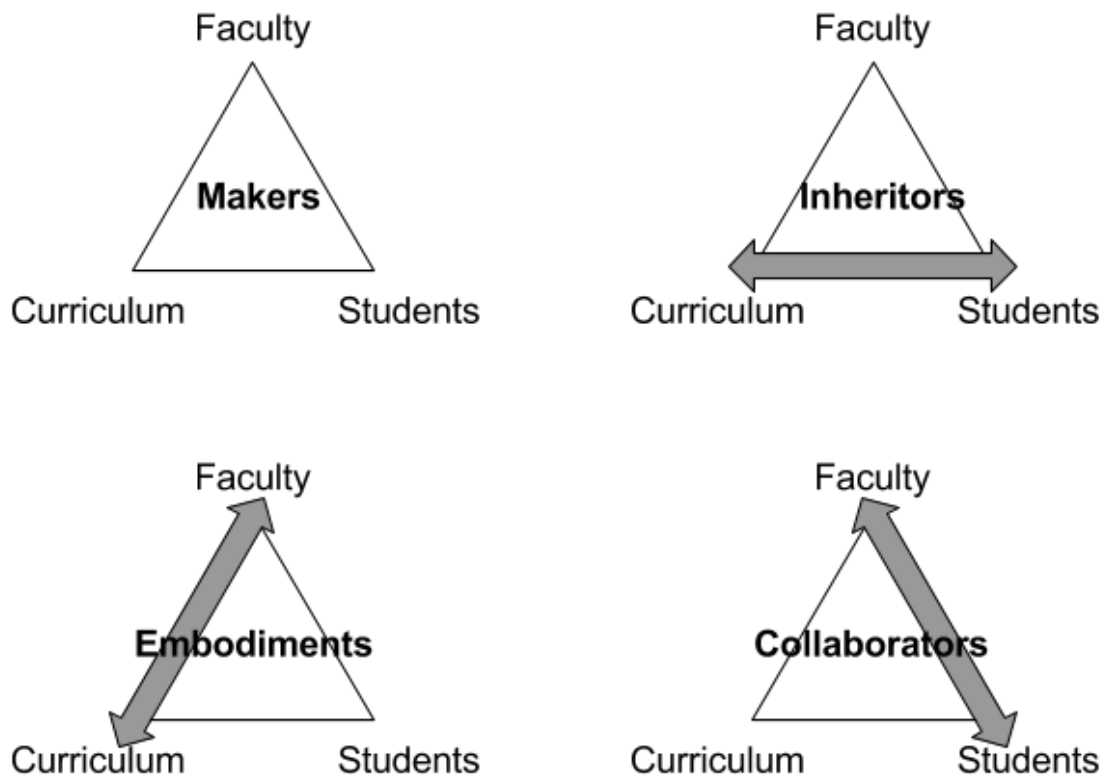 Faculty
Makers
Curriculum Students
Faculty
Inheritors
Curriculum Students
Faculty
Embodiments
Curriculum Students
Faculty
Collaborators
Curriculum Students